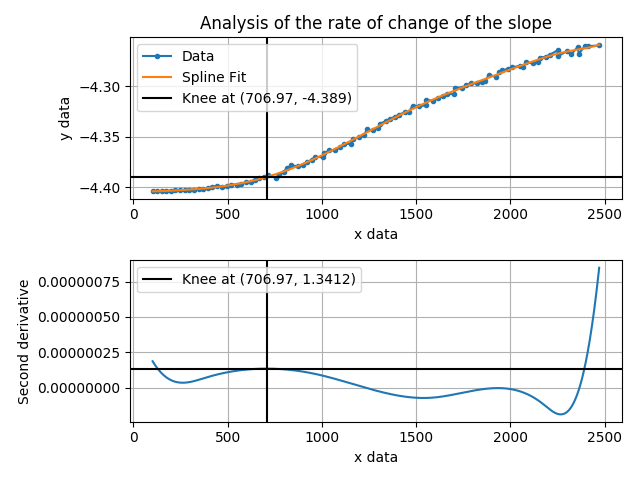 Analysis of the rate of change of the slope
Data
Spline Fit
Knee at (706.97, -4.389)
y data
−4.30
−4.35
−4.40
0 500 1000 1500 2000 2500
x data
Knee at (706.97, 1.3412)
Second derivative
0.00000075
0.00000050
0.00000025
0.00000000
0 500 1000 1500 2000 2500
x data